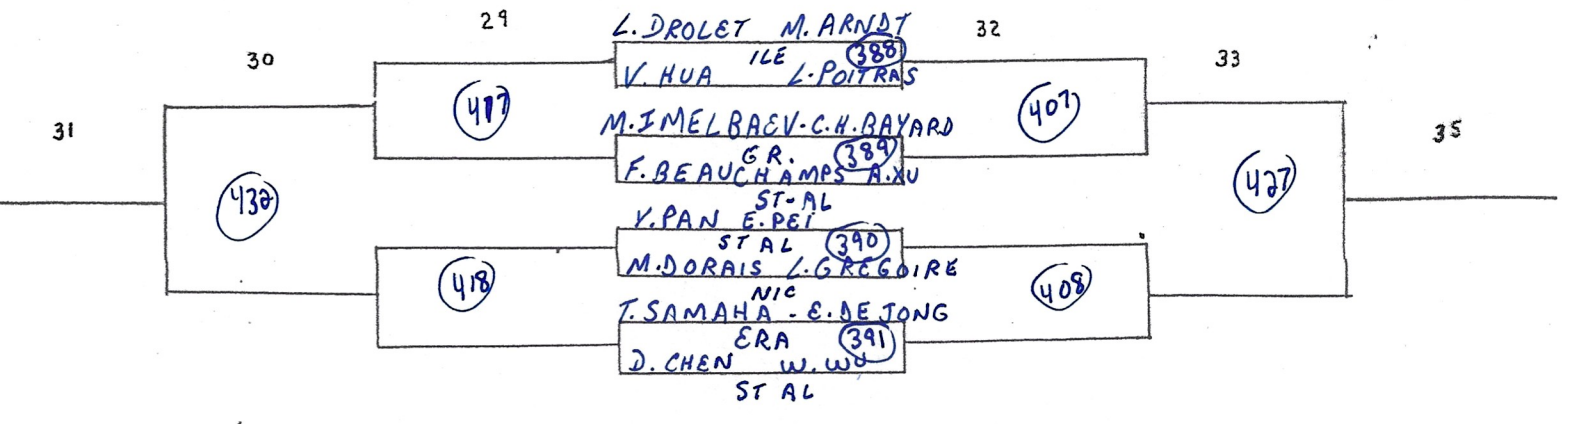 29
L. DROLET M. ARNDT
32
30
ILE 388
33
V. HUA L. POITRAS
417
407
31
M. IMELBAEV - C.H. BAYARD
35
GR. 389
F. BEAUCHAMPS A. XU
432
427
ST-AL
Y. PAN E. PEI
ST AL 390
M. DORAIS L. GREGOIRE
418
408
NIC
T. SAMAHA - E. DE JONG
ERA 391
D. CHEN W. WU
ST AL